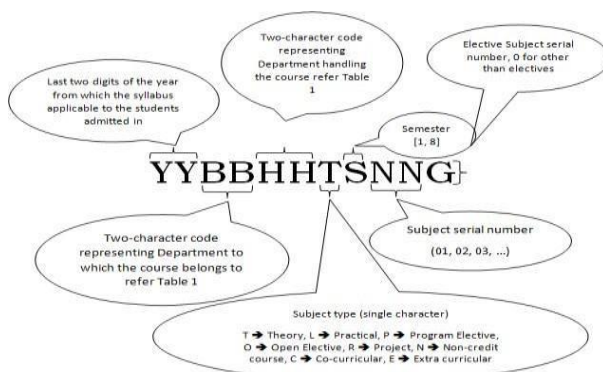 Two-character code
representing
Department handling
the course refer Table
1
Elective Subject serial
number, 0 for other
than electives
Last two digits of the year
from which the syllabus
applicable to the students
admitted in
Semester
[1, 8]
YYBBHHTSNNG
Two-character code
representing Department to
which the course belongs to
refer Table 1
Subject serial number
(01, 02, 03, ...)
Subject type (single character)
T ➔ Theory, L ➔ Practical, P ➔ Program Elective,
O ➔ Open Elective, R ➔ Project, N ➔ Non-credit
course, C ➔ Co-curricular, E ➔ Extra curricular